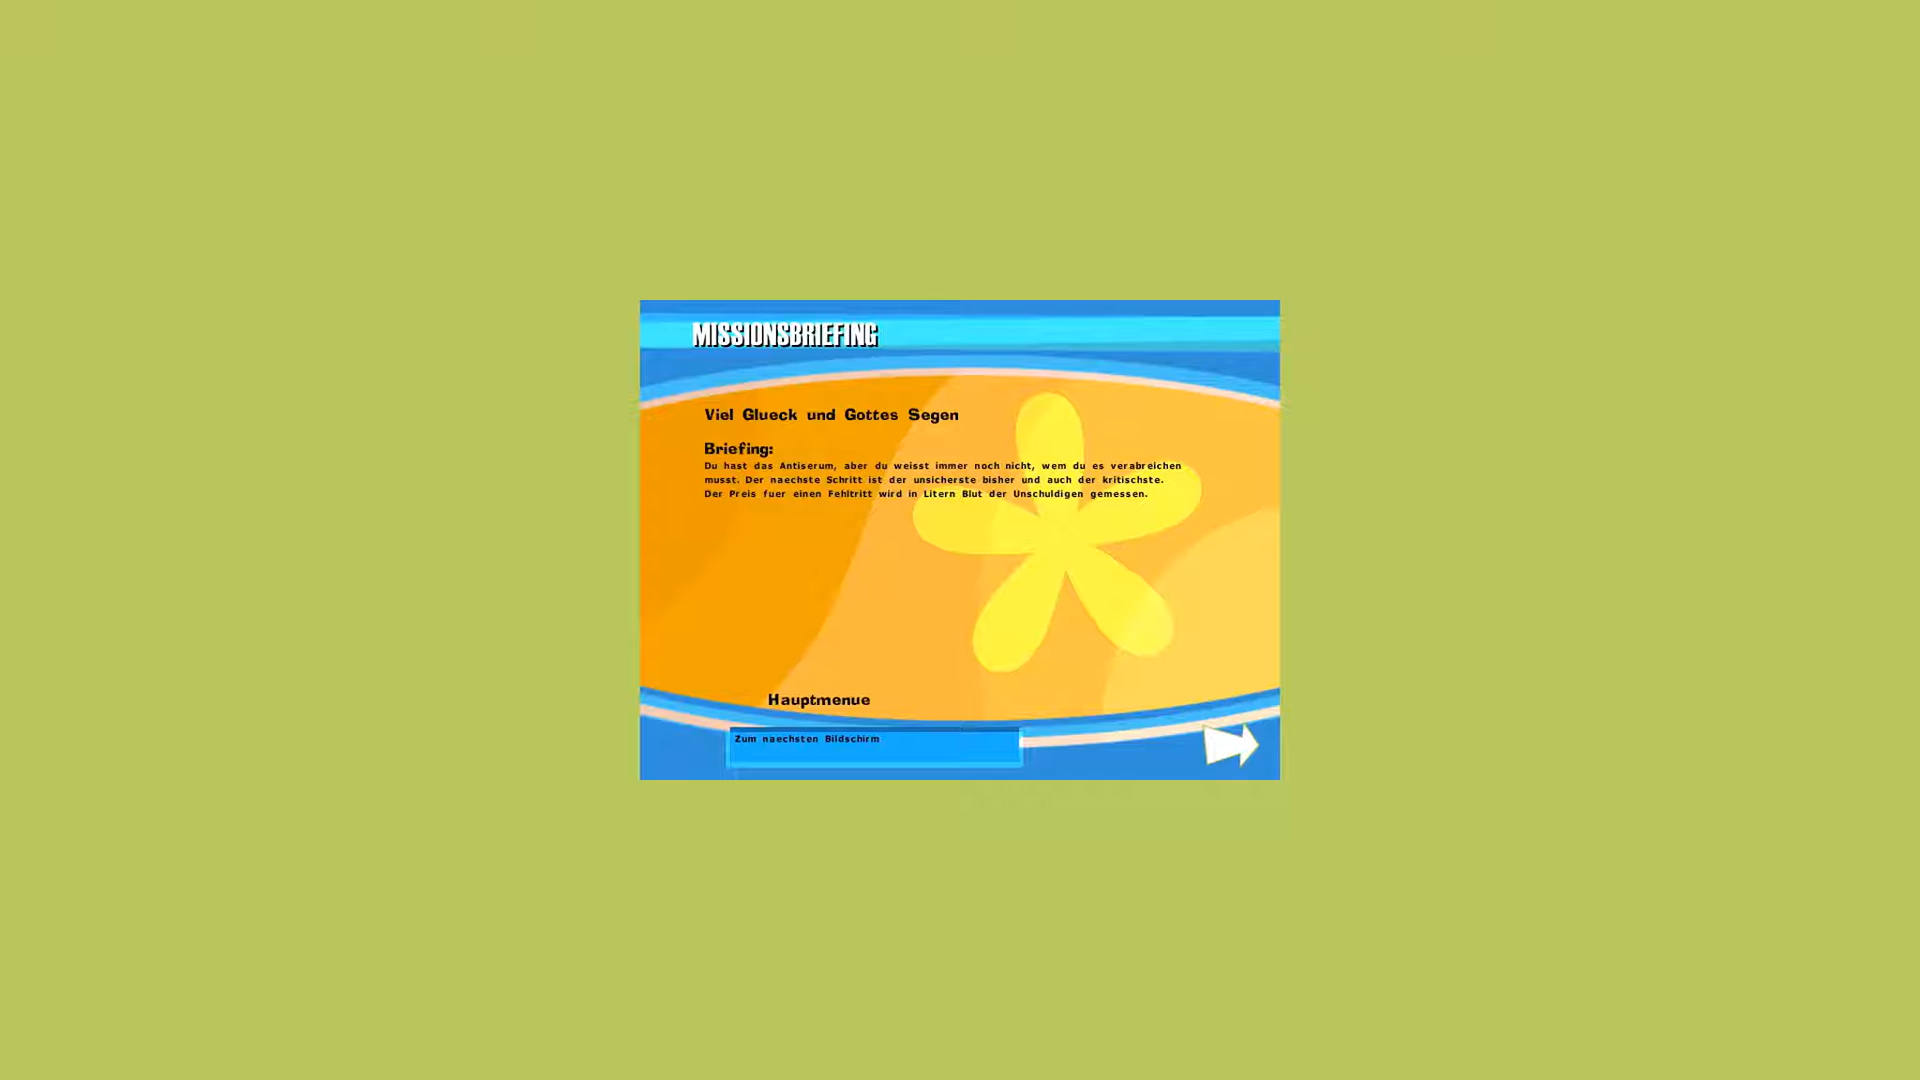 MISSIONSBRIEFING
Viel Glueck und Gottes Segen
Briefing:
Du hast das Antiserum, aber du weisst immer noch nicht, wem du es verabreichen
musst. Der naechste Schritt ist der unsicherste bisher und auch der kritischste.
Der Preis fuer einen Fehltritt wird in Litern Blut der Unschuldigen gemessen.
Hauptmenue
Zum naechsten Bildschirm